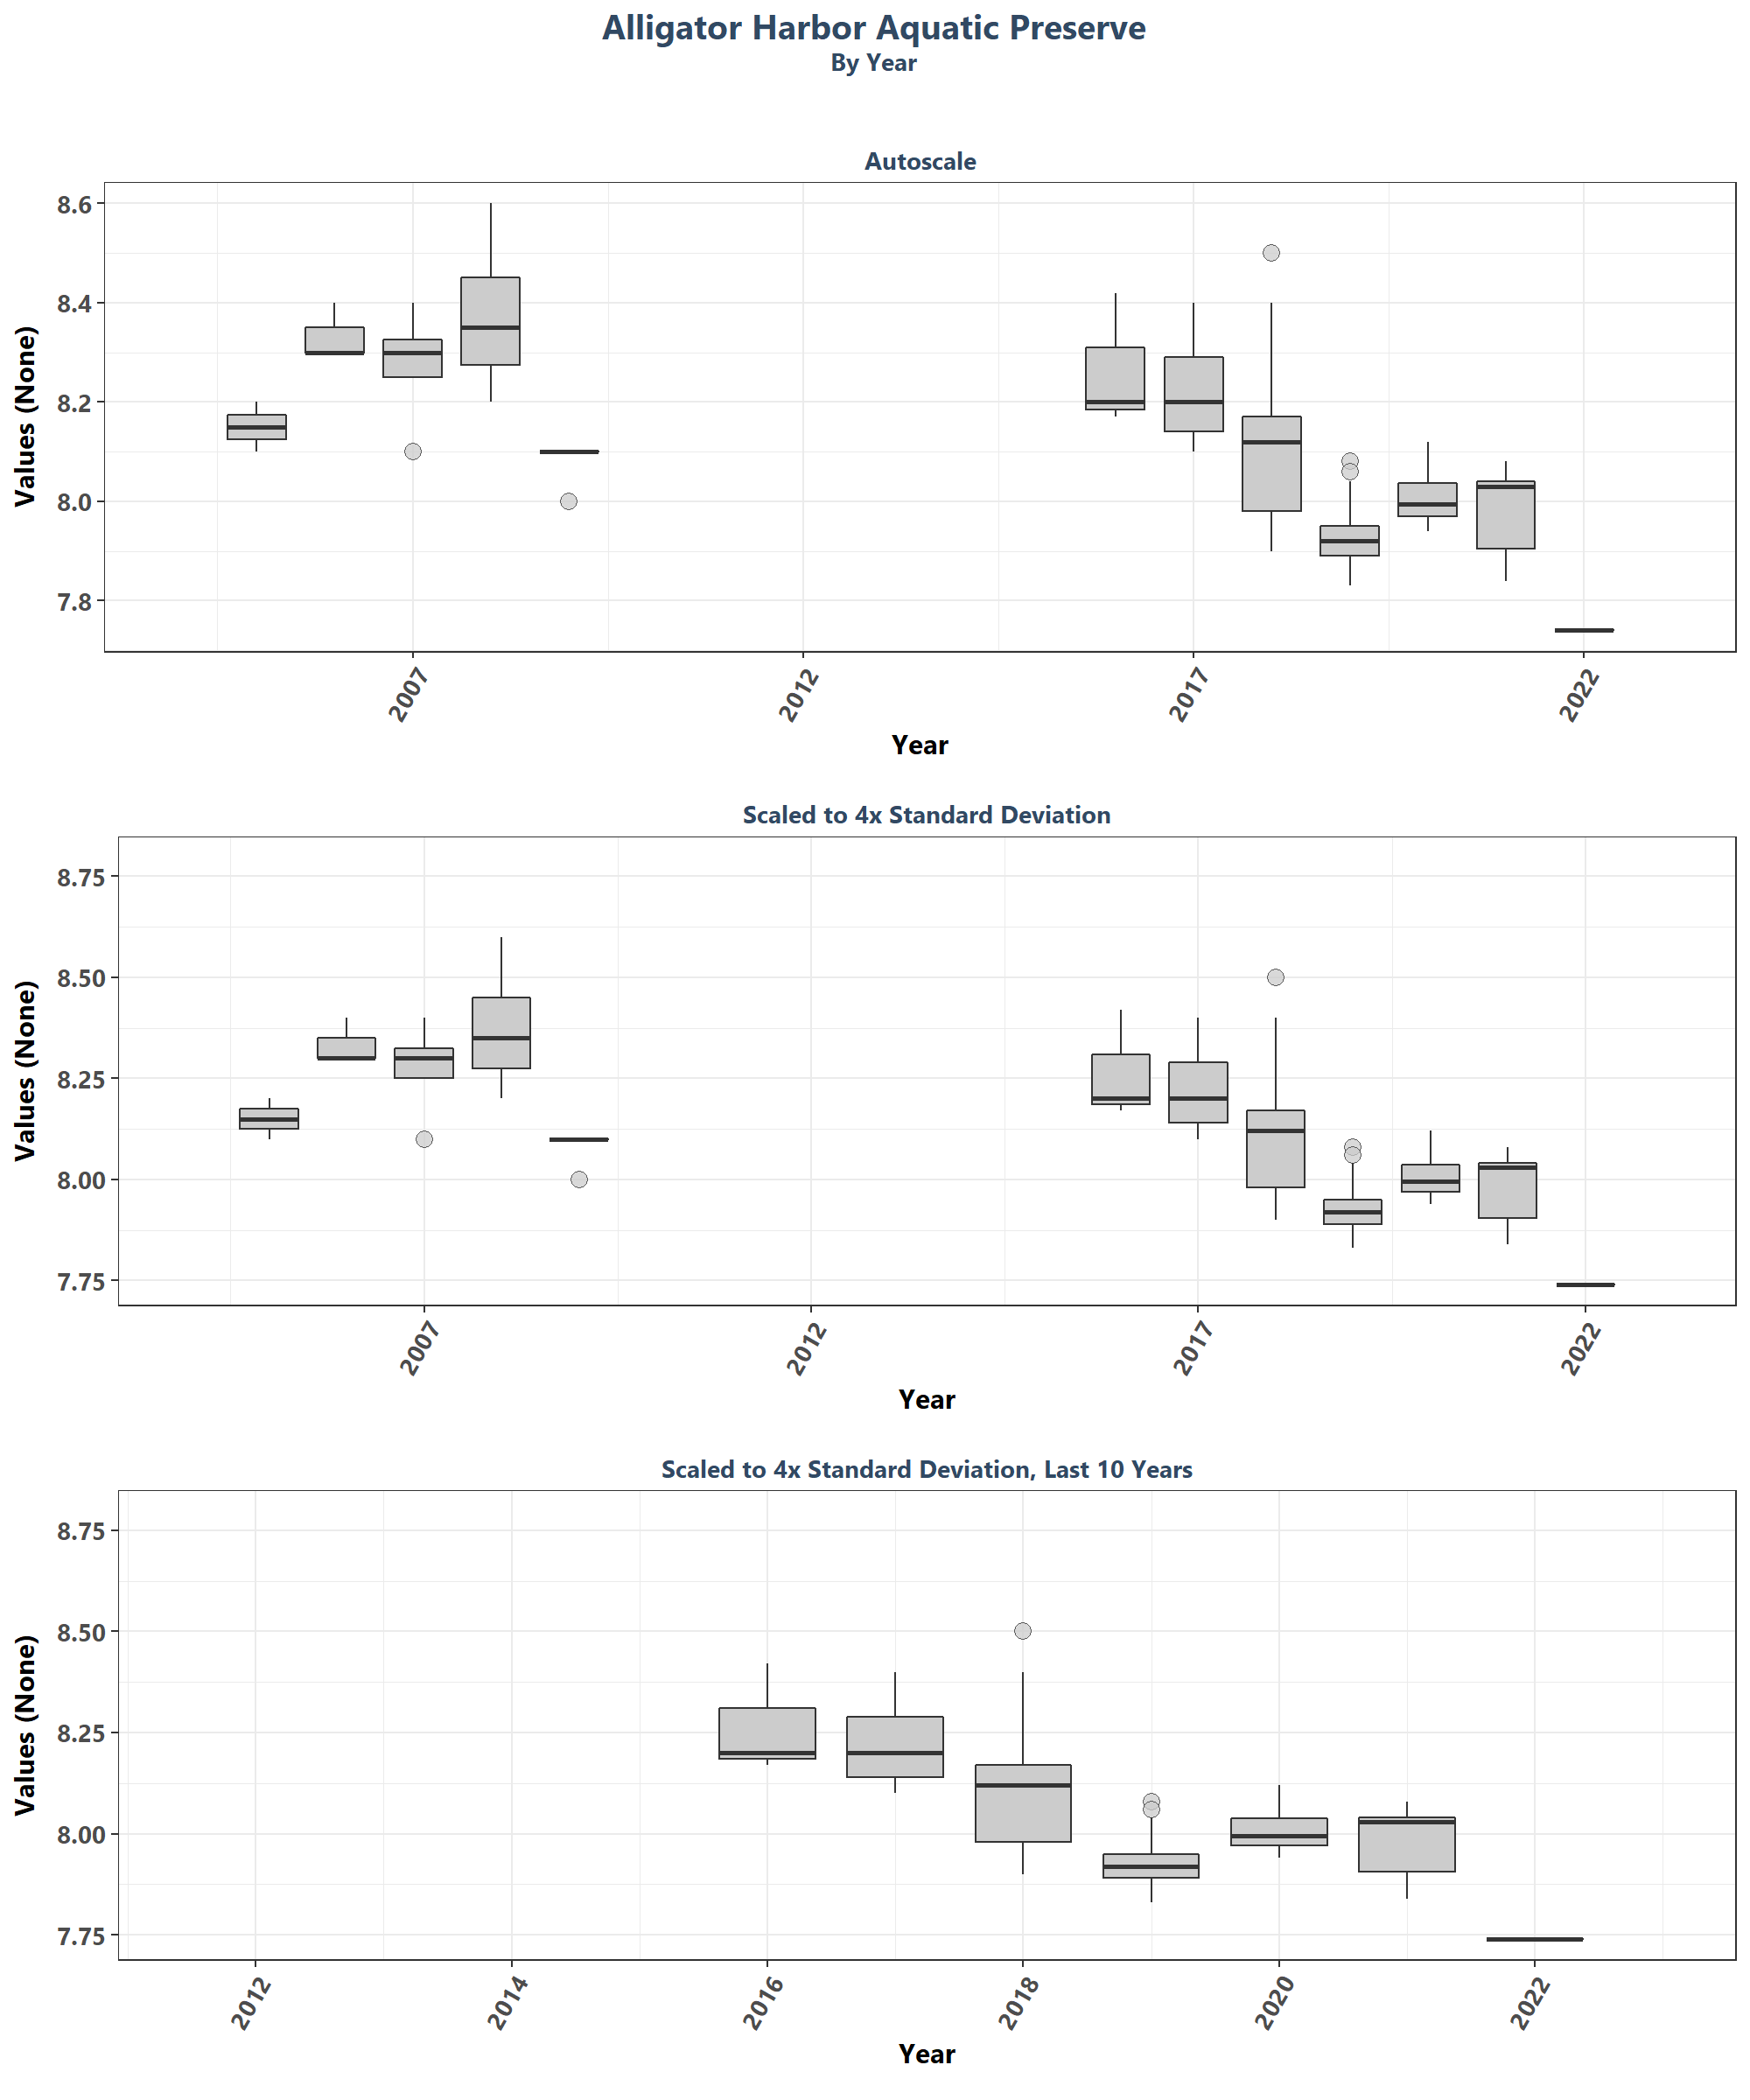 Alligator Harbor Aquatic Preserve
By Year
Autoscale
Values (None)
8.6
8.4
8.2
8.0
7.8
2007
2012
2017
2022
Year
Scaled to 4x Standard Deviation
Values (None)
8.75
8.50
8.25
8.00
7.75
2007
2012
2017
2022
Year
Scaled to 4x Standard Deviation, Last 10 Years
Values (None)
8.75
8.50
8.25
8.00
7.75
2012
2014
2016
2018
2020
2022
Year